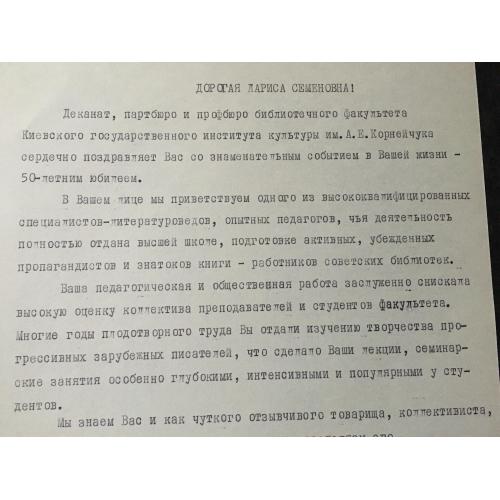 ДОРОГАЯ ЛАРИСА СЕМЕНОВНА!
Деканат, партбюро и профбюро библиотечного факультета
Киевского государственного института культуры им.А.Е.Корнейчука
сердечно поздравляет Вас со знаменательным событием в Вашей жизни -
50-летним юбилеем.
В Вашем лице мы приветствуем одного из высококвалифицированных
специалистов-литературоведов, опытных педагогов, чья деятельность
полностью отдана высшей школе, подготовке активных, убежденных
пропагандистов и знатоков книги - работников советских библиотек.
Ваша педагогическая и общественная работа заслуженно снискала
высокую оценку коллектива преподавателей и студентов факультета.
Многие годы плодотворного труда Вы отдали изучению творчества про-
грессивных зарубежных писателей, что сделало Ваши лекции, семинар-
ские занятия особенно глубокими, интенсивными и популярными у сту-
дентов.
Мы знаем Вас и как чуткого отзывчивого товарища, коллективиста,